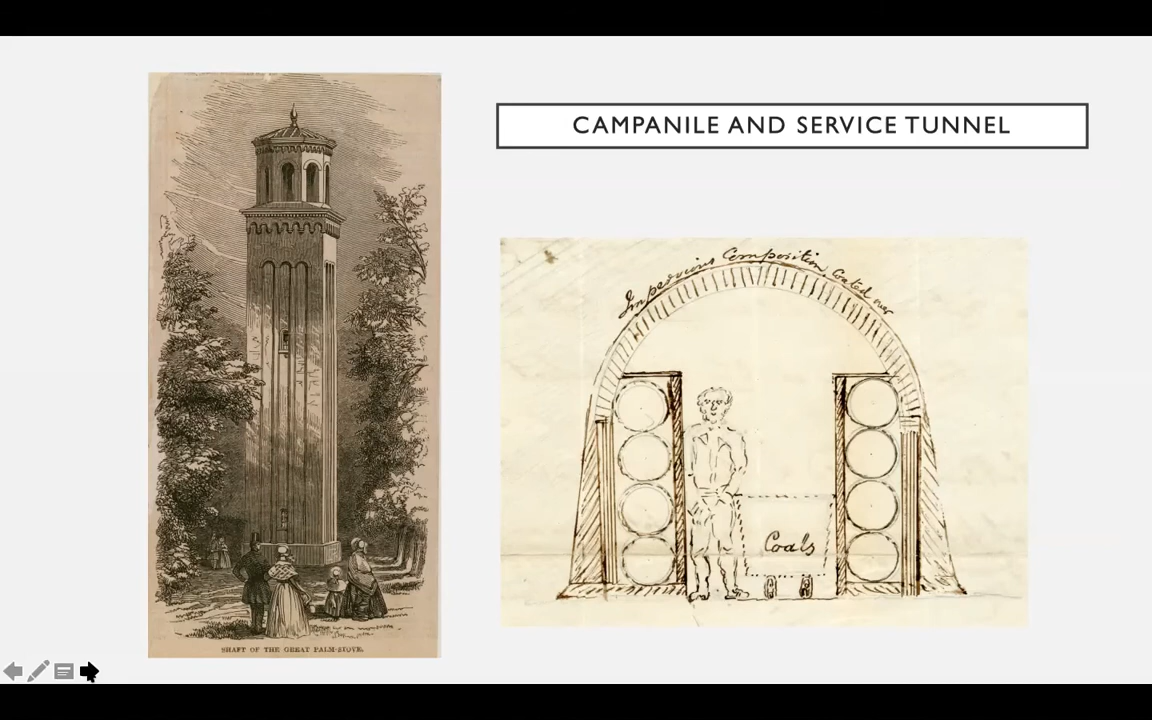 CAMPANILE AND SERVICE TUNNEL
Impervious Composition Coated over
Coals
SHAFT OF THE GREAT PALM-STOVE.